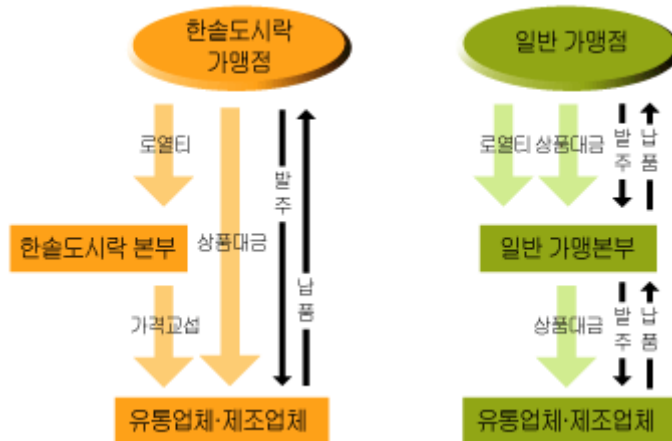 한솥도시락
가맹점
로열티
상품대금
발주
납품
한솥도시락 본부
가격교섭
유통업체·제조업체
일반 가맹점
로열티
상품대금
발주
납품
일반 가맹본부
상품대금
발주
납품
유통업체·제조업체